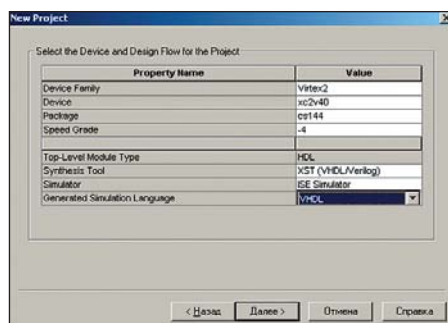 New Project
Select the Device and Design Flow for the Project
Property Name Value
Device Family Virtex2
Device xc2v40
Package cs144
Speed Grade -4
Top-Level Module Type HDL
Synthesis Tool XST (VHDL/Verilog)
Simulator ISE Simulator
Generated Simulation Language VHDL
< Назад Далее > Отмена Справка